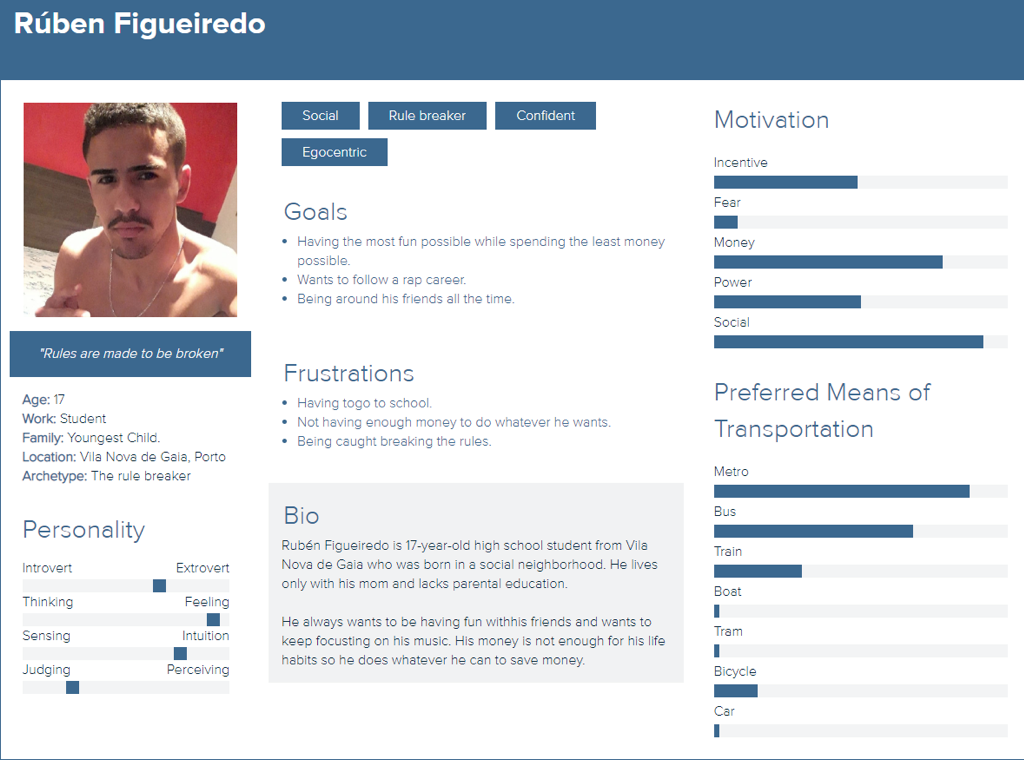 Rúben Figueiredo
"Rules are made to be broken"
Age: 17
Work: Student
Family: Youngest Child.
Location: Vila Nova de Gaia, Porto
Archetype: The rule breaker
Personality
Introvert Extrovert
Thinking Feeling
Sensing Intuition
Judging Perceiving
Social Rule breaker Confident
Egocentric
Goals
• Having the most fun possible while spending the least money
possible.
• Wants to follow a rap career.
• Being around his friends all the time.
Frustrations
• Having togo to school.
• Not having enough money to do whatever he wants.
• Being caught breaking the rules.
Bio
Rubén Figueiredo is 17-year-old high school student from Vila
Nova de Gaia who was born in a social neighborhood. He lives
only with his mom and lacks parental education.
He always wants to be having fun withhis friends and wants to
keep focusting on his music. His money is not enough for his life
habits so he does whatever he can to save money.
Motivation
Incentive
Fear
Money
Power
Social
Preferred Means of
Transportation
Metro
Bus
Train
Boat
Tram
Bicycle
Car